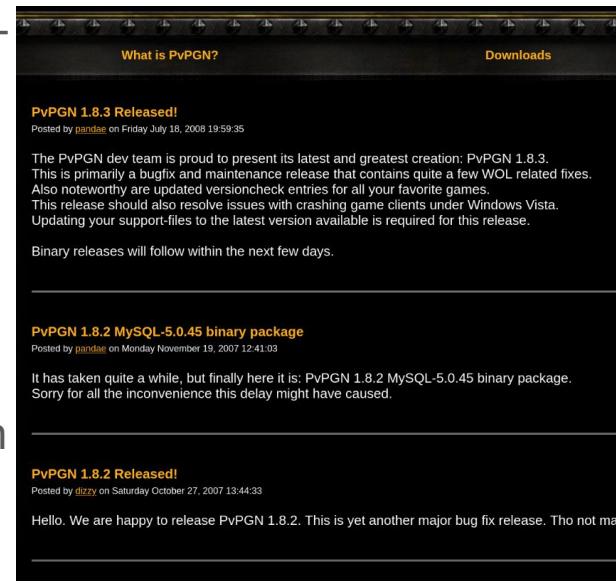 What is PvPGN? Downloads
PvPGN 1.8.3 Released!
Posted by pandae on Friday July 18, 2008 19:59:35
The PvPGN dev team is proud to present its latest and greatest creation: PvPGN 1.8.3.
This is primarily a bugfix and maintenance release that contains quite a few WOL related fixes.
Also noteworthy are updated versioncheck entries for all your favorite games.
This release should also resolve issues with crashing game clients under Windows Vista.
Updating your support-files to the latest version available is required for this release.
Binary releases will follow within the next few days.
PvPGN 1.8.2 MySQL-5.0.45 binary package
Posted by pandae on Monday November 19, 2007 12:41:03
It has taken quite a while, but finally here it is: PvPGN 1.8.2 MySQL-5.0.45 binary package.
Sorry for all the inconvenience this delay might have caused.
PvPGN 1.8.2 Released!
Posted by dizzy on Saturday October 27, 2007 13:44:33
Hello. We are happy to release PvPGN 1.8.2. This is yet another major bug fix release. Tho not ma